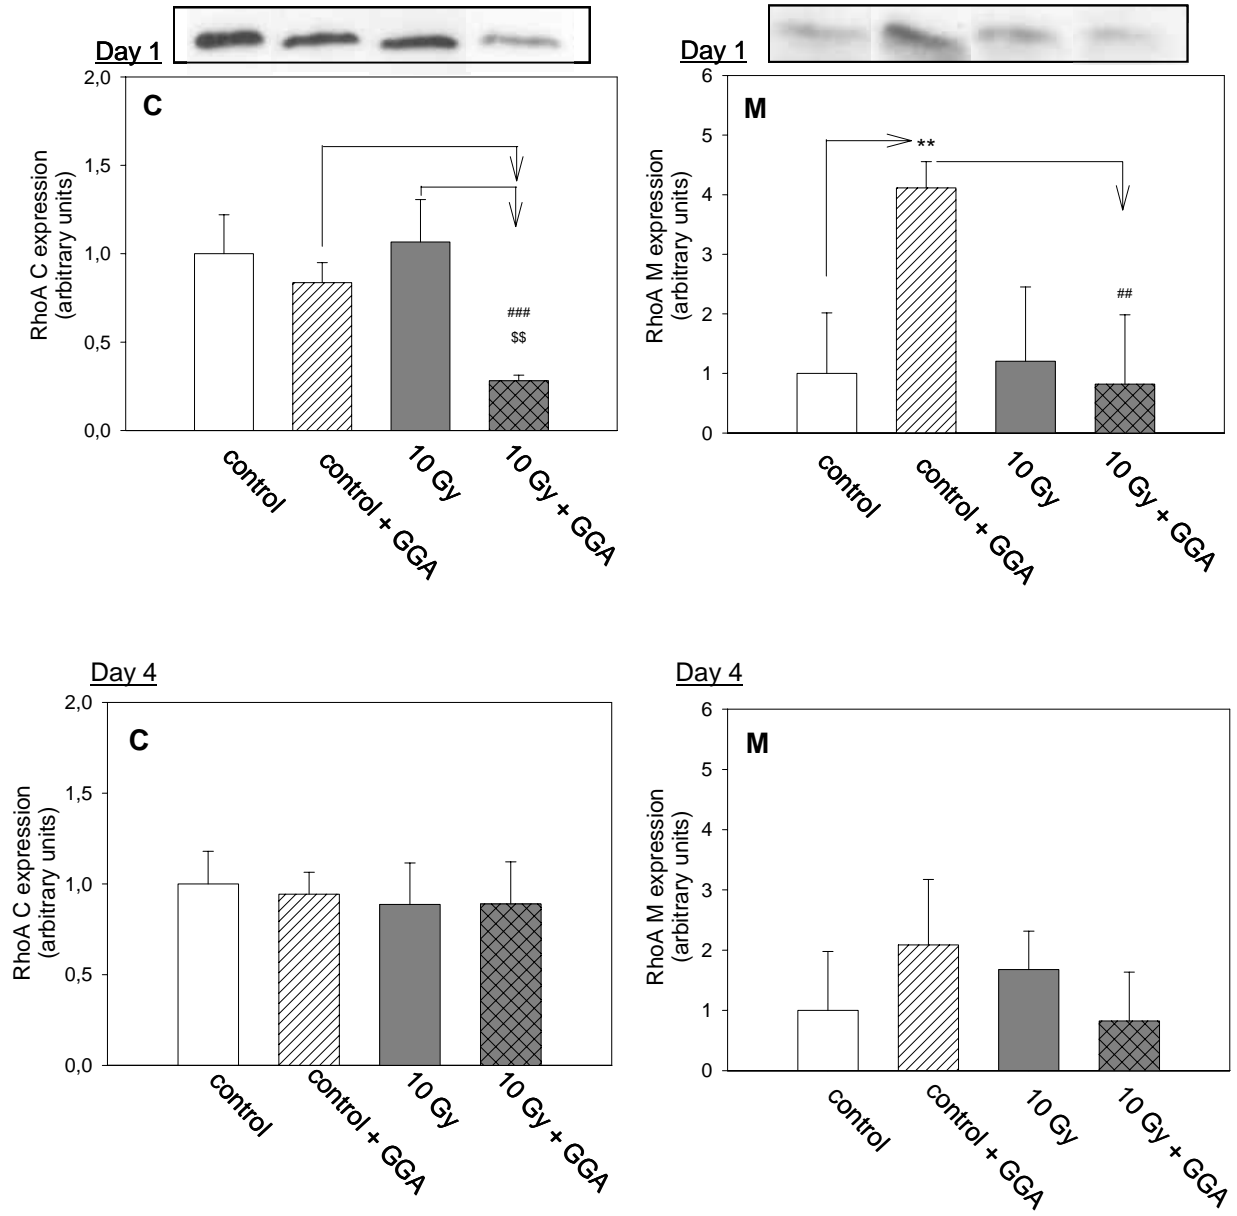 Day 1
C
RhoA C expression
(arbitrary units)
2,0
1,5
1,0
0,5
0,0
###
$$
control
control + GGA
10 Gy
10 Gy + GGA
Day 1
M
RhoA M expression
(arbitrary units)
6
5
4
3
2
1
0
**
##
control
control + GGA
10 Gy
10 Gy + GGA
Day 4
C
RhoA C expression
(arbitrary units)
2,0
1,5
1,0
0,5
0,0
control
control + GGA
10 Gy
10 Gy + GGA
Day 4
M
RhoA M expression
(arbitrary units)
6
5
4
3
2
1
0
control
control + GGA
10 Gy
10 Gy + GGA